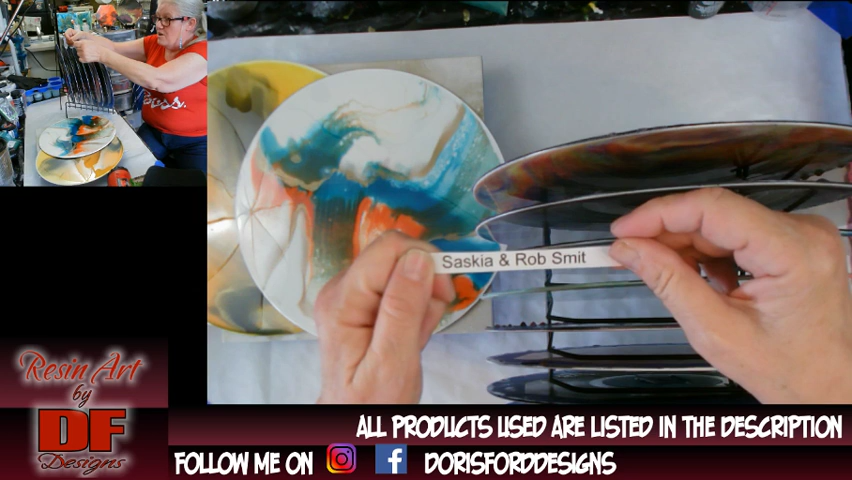 Boss.
Saskia & Rob Smit
Resin Art
by
DF
Designs
ALL PRODUCTS USED ARE LISTED IN THE DESCRIPTION
FOLLOW ME ON DORISFORDDESIGNS